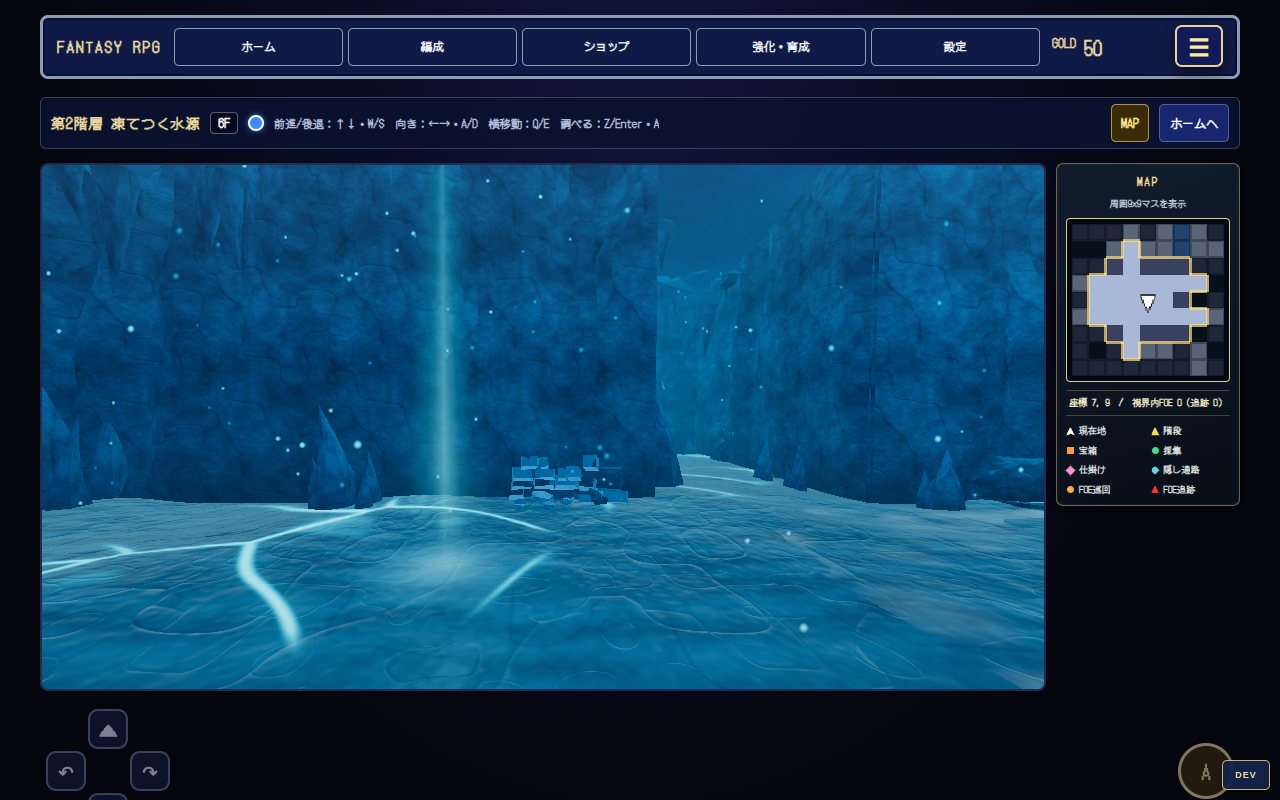 FANTASY RPG
ホーム
編成
ショップ
強化・育成
設定
GOLD 50
第2階層 凍てつく水源
6F
前進/後退：↑↓・W/S 向き：←→・A/D 横移動：Q/E 調べる：Z/Enter・A
MAP
ホームへ
MAP
周囲9x9マスを表示
座標 7, 9 / 視界内FOE 0（追跡 0）
現在地
階段
宝箱
採集
仕掛け
隠し通路
FOE巡回
FOE追跡
A
DEV